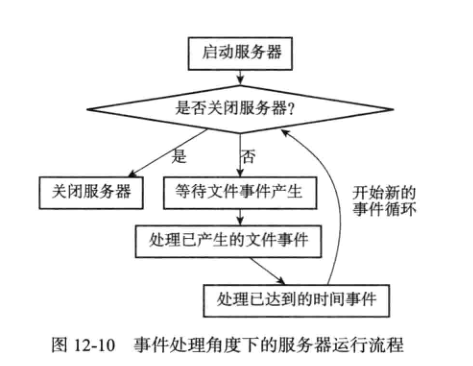 启动服务器
是否关闭服务器?
是
否
关闭服务器
等待文件事件产生
开始新的
事件循环
处理已产生的文件事件
处理已达到的时间事件
图 12-10 事件处理角度下的服务器运行流程